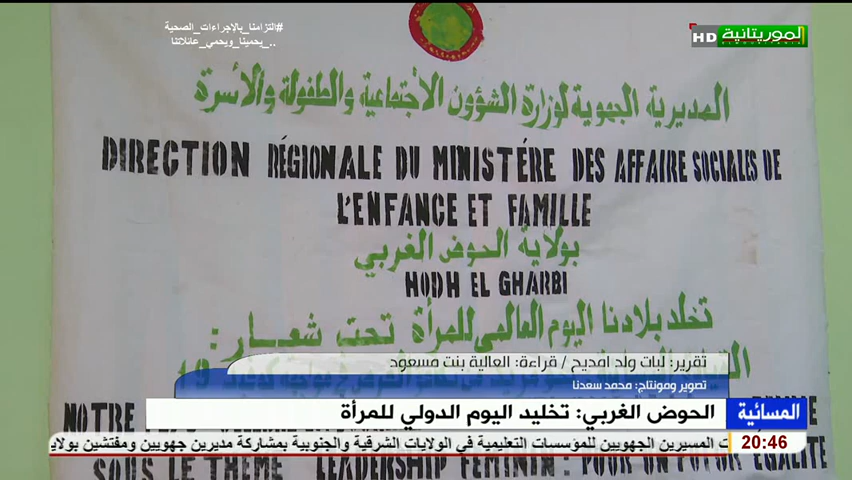 #التزامنا_بالإجراءات_الصحية
.._يحمينا_ويحمي_عائلاتنا
HD
الموريتانية
المديرية الجهوية لوزارة الشؤون الاجتماعية والطفولة والأسرة
DIRECTION RÉGIONALE DU MINISTÉRE DES AFFAIRE SOCIALES DE
L'ENFANCE ET FAMILLE
بولاية الحوض الغربي
HODH EL GHARBI
تخلد بلادنا اليوم العالمي للمرأة تحت شعار :
تقرير: لبات ولد امديح / قراءة: العالية بنت مسعود
تصوير ومونتاج: محمد سعدنا
المسائية
الحوض الغربي: تخليد اليوم الدولي للمرأة
NOTRE
20:46
المسيرين الجهويين للمؤسسات التعليمية في الولايات الشرقية والجنوبية بمشاركة مديرين جهويين ومفتشين بولاي
SOUS LE THEME LEADERSHIP FEMININ : POUR UN FUTUR EGALITE